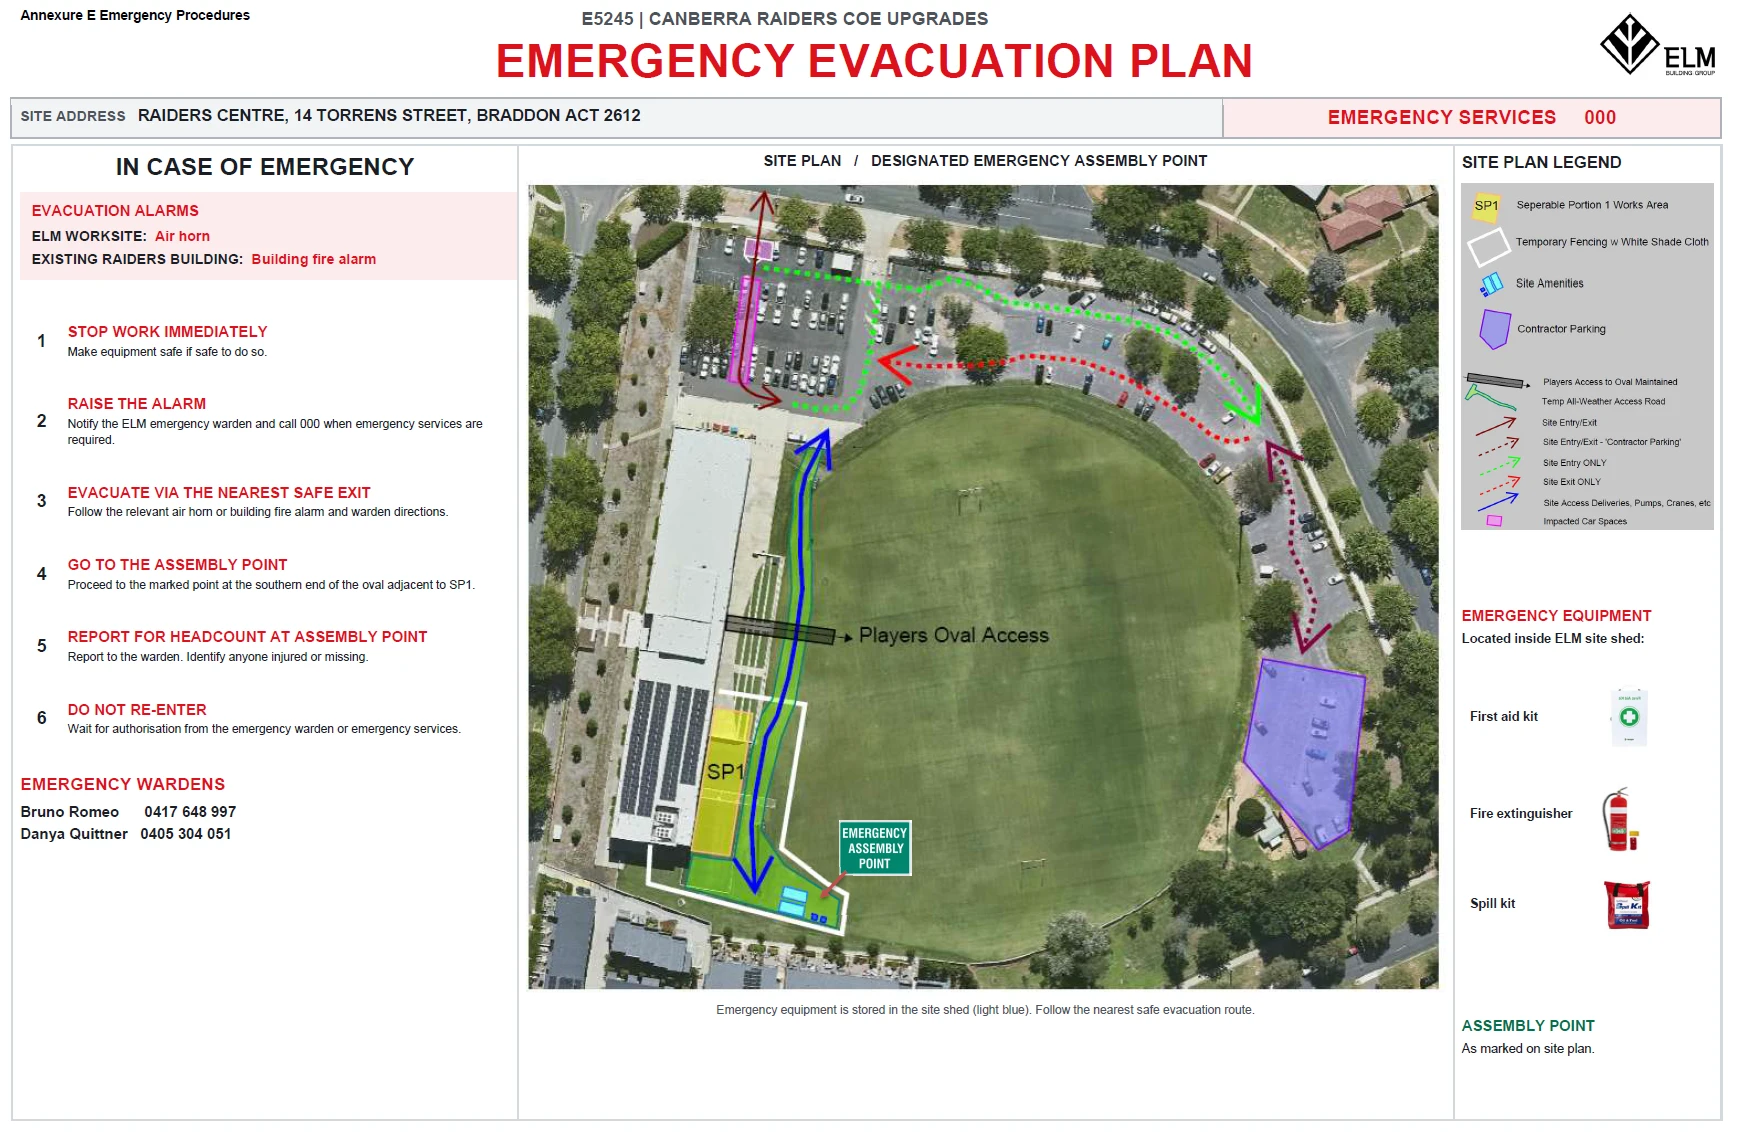 Annexure E Emergency Procedures
E5245 | CANBERRA RAIDERS COE UPGRADES
EMERGENCY EVACUATION PLAN
ELM
BUILDING GROUP
SITE ADDRESS RAIDERS CENTRE, 14 TORRENS STREET, BRADDON ACT 2612
EMERGENCY SERVICES 000
IN CASE OF EMERGENCY
EVACUATION ALARMS
ELM WORKSITE: Air horn
EXISTING RAIDERS BUILDING: Building fire alarm
1 STOP WORK IMMEDIATELY
Make equipment safe if safe to do so.
2 RAISE THE ALARM
Notify the ELM emergency warden and call 000 when emergency services are
required.
3 EVACUATE VIA THE NEAREST SAFE EXIT
Follow the relevant air horn or building fire alarm and warden directions.
4 GO TO THE ASSEMBLY POINT
Proceed to the marked point at the southern end of the oval adjacent to SP1.
5 REPORT FOR HEADCOUNT AT ASSEMBLY POINT
Report to the warden. Identify anyone injured or missing.
6 DO NOT RE-ENTER
Wait for authorisation from the emergency warden or emergency services.
EMERGENCY WARDENS
Bruno Romeo 0417 648 997
Danya Quittner 0405 304 051
SITE PLAN / DESIGNATED EMERGENCY ASSEMBLY POINT
Players Oval Access
SP1
EMERGENCY
ASSEMBLY
POINT
Emergency equipment is stored in the site shed (light blue). Follow the nearest safe evacuation route.
SITE PLAN LEGEND
SP1 Seperable Portion 1 Works Area
Temporary Fencing w White Shade Cloth
Site Amenities
Contractor Parking
Players Access to Oval Maintained
Temp All-Weather Access Road
Site Entry/Exit
Site Entry/Exit - 'Contractor Parking'
Site Entry ONLY
Site Exit ONLY
Site Access Deliveries, Pumps, Cranes, etc
Impacted Car Spaces
EMERGENCY EQUIPMENT
Located inside ELM site shed:
First aid kit
Fire extinguisher
Spill kit
Spill Kit
ASSEMBLY POINT
As marked on site plan.